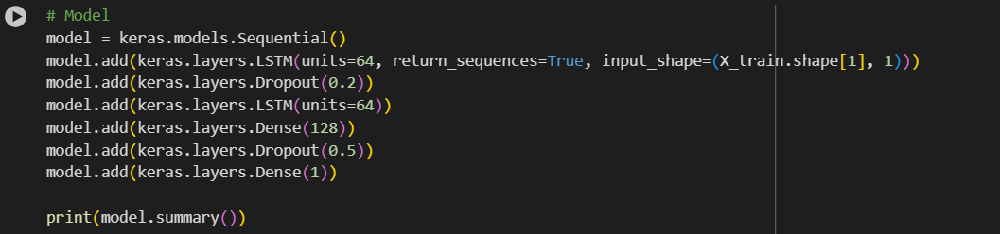 # Model
model = keras.models.Sequential()
model.add(keras.layers.LSTM(units=64, return_sequences=True, input_shape=(X_train.shape[1], 1)))
model.add(keras.layers.Dropout(0.2))
model.add(keras.layers.LSTM(units=64))
model.add(keras.layers.Dense(128))
model.add(keras.layers.Dropout(0.5))
model.add(keras.layers.Dense(1))
print(model.summary())